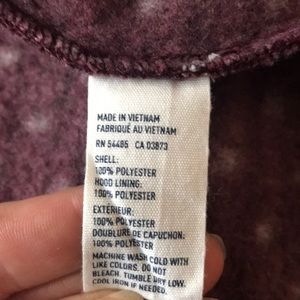 MADE IN VIETNAM
FABRIQUÉ AU VIETNAM
RN 54485 CA 03873
SHELL:
100% POLYESTER
HOOD LINING:
100% POLYESTER
EXTÉRIEUR:
100% POLYESTER
DOUBLURE DE CAPUCHON:
100% POLYESTER
MACHINE WASH COLD WITH
LIKE COLORS. DO NOT
BLEACH. TUMBLE DRY LOW.
COOL IRON IF NEEDED.